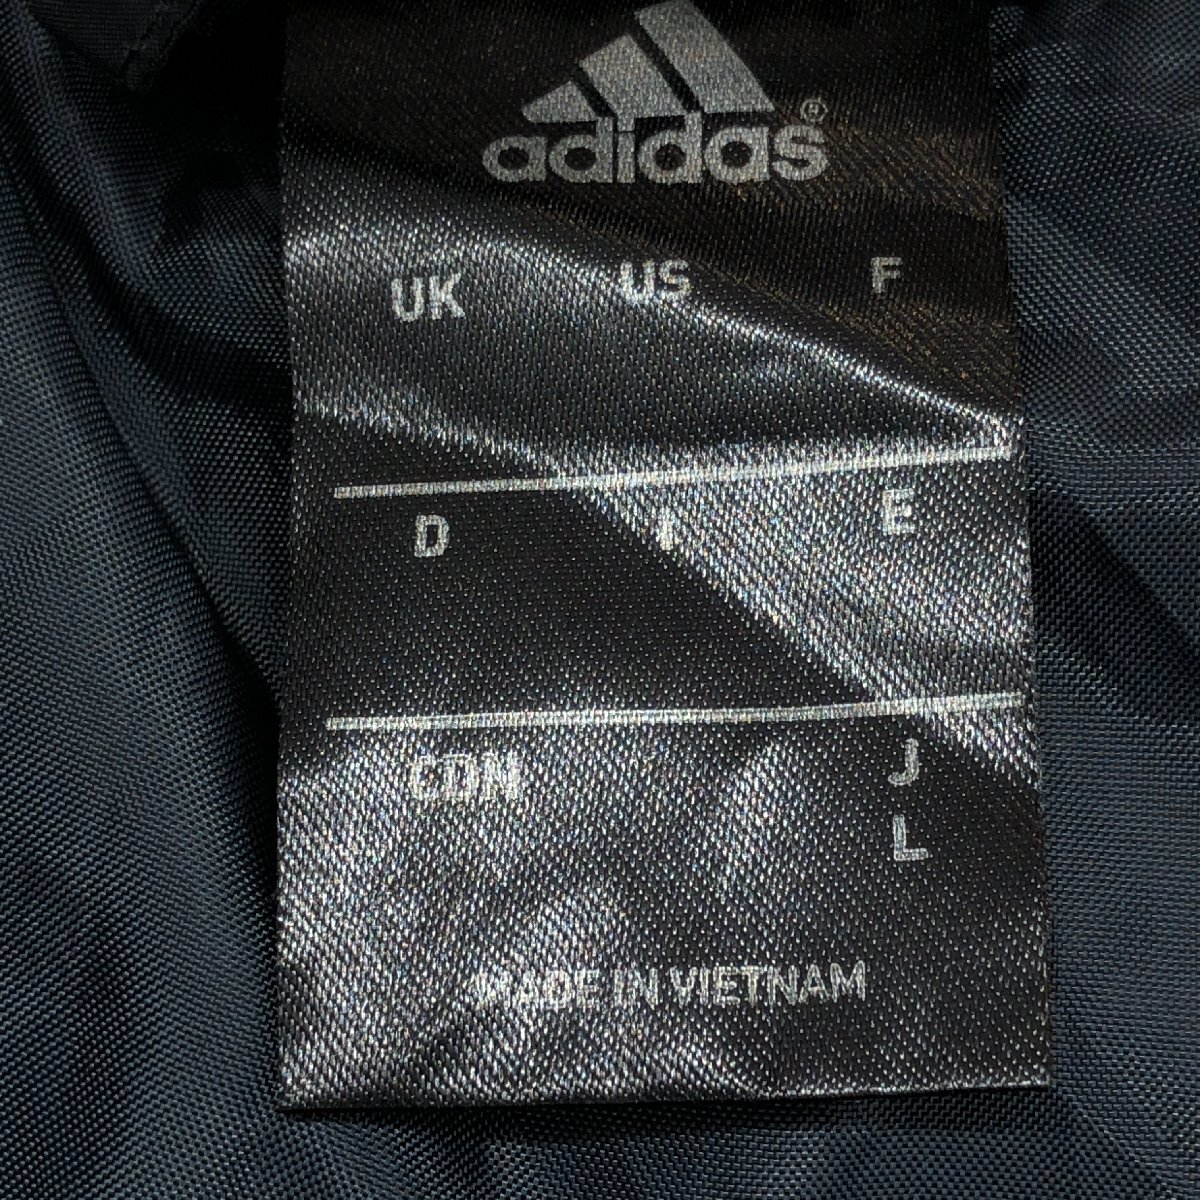 adidas®
UK US F
D I E
CDN J
L
MADE IN VIETNAM